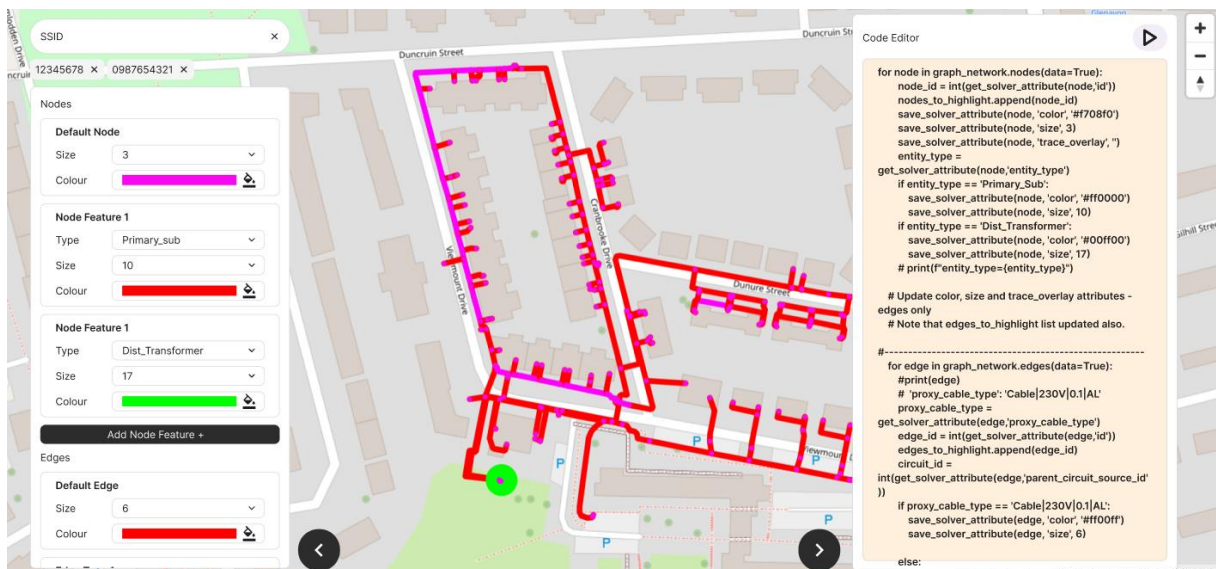 SSID ×
12345678 × 0987654321 ×
Nodes
Default Node
Size 3
Colour
Node Feature 1
Type Primary_sub
Size 10
Colour
Node Feature 1
Type Dist_Transformer
Size 17
Colour
Add Node Feature +
Edges
Default Edge
Size 6
Colour
Duncruin Street
Duncruin St
Viewmount Drive
Cranbrooke Drive
Dunure Street
Viewmount D
P
P
P
P
P
Gilhill Stree
Code Editor
for node in graph_network.nodes(data=True):
node_id = int(get_solver_attribute(node,'id'))
nodes_to_highlight.append(node_id)
save_solver_attribute(node, 'color', '#f708f0')
save_solver_attribute(node, 'size', 3)
save_solver_attribute(node, 'trace_overlay', '')
entity_type =
get_solver_attribute(node,'entity_type')
if entity_type == 'Primary_Sub':
save_solver_attribute(node, 'color', '#ff0000')
save_solver_attribute(node, 'size', 10)
if entity_type == 'Dist_Transformer':
save_solver_attribute(node, 'color', '#00ff00')
save_solver_attribute(node, 'size', 17)
# print(f"entity_type={entity_type}")
# Update color, size and trace_overlay attributes -
edges only
# Note that edges_to_highlight list updated also.
#----------------------------------------------------------
for edge in graph_network.edges(data=True):
#print(edge)
# 'proxy_cable_type': 'Cable|230V|0.1|AL'
proxy_cable_type =
get_solver_attribute(edge,'proxy_cable_type')
edge_id = int(get_solver_attribute(edge,'id'))
edges_to_highlight.append(edge_id)
circuit_id =
int(get_solver_attribute(edge,'parent_circuit_source_id'
))
if proxy_cable_type == 'Cable|230V|0.1|AL':
save_solver_attribute(edge, 'color', '#ff00ff')
save_solver_attribute(edge, 'size', 6)
else: